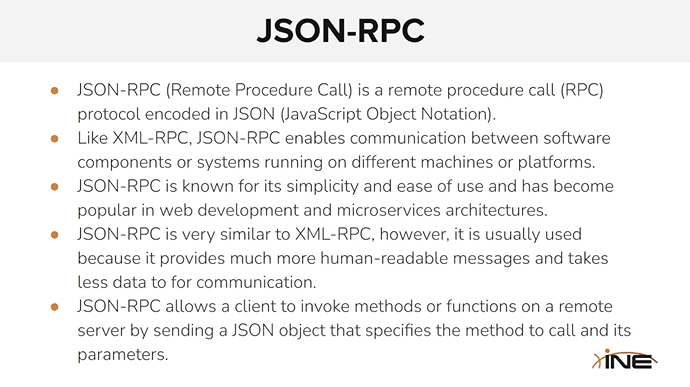 JSON-RPC
● JSON-RPC (Remote Procedure Call) is a remote procedure call (RPC)
protocol encoded in JSON (JavaScript Object Notation).
● Like XML-RPC, JSON-RPC enables communication between software
components or systems running on different machines or platforms.
● JSON-RPC is known for its simplicity and ease of use and has become
popular in web development and microservices architectures.
● JSON-RPC is very similar to XML-RPC, however, it is usually used
because it provides much more human-readable messages and takes
less data to for communication.
● JSON-RPC allows a client to invoke methods or functions on a remote
server by sending a JSON object that specifies the method to call and its
parameters.
INE